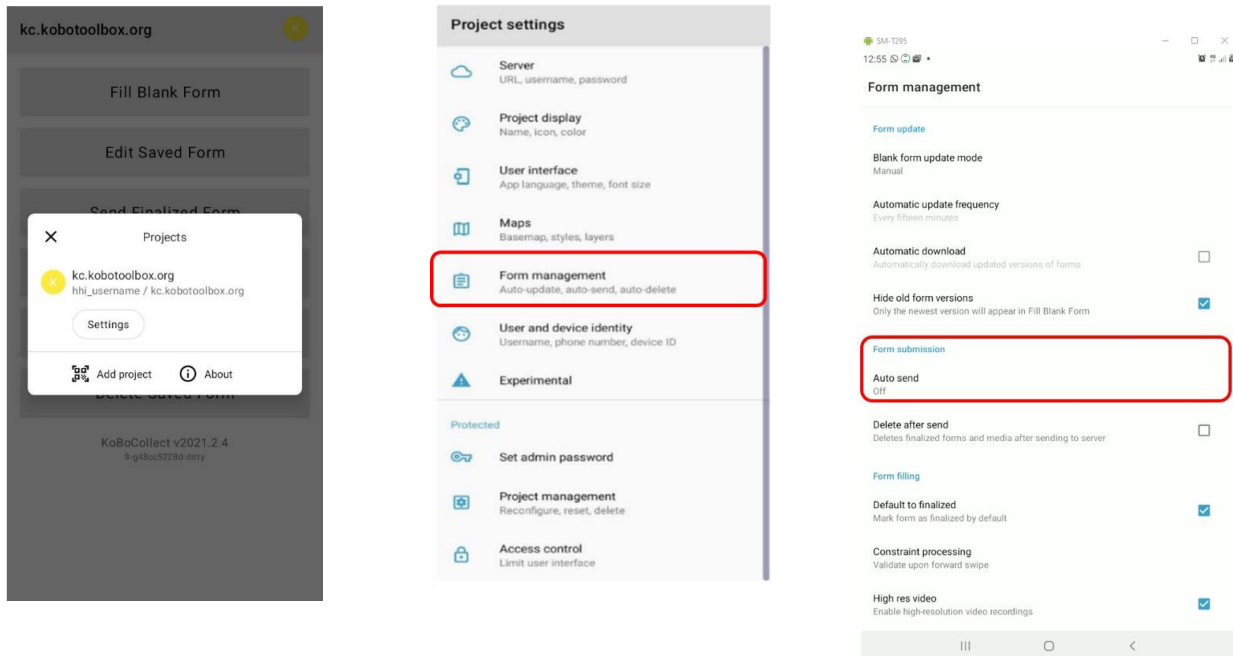 kc.kobotoolbox.org
K
Fill Blank Form
Edit Saved Form
Send Finalized Form
Projects
K
kc.kobotoolbox.org
hhi_username / kc.kobotoolbox.org
Settings
Add project
About
Delete Saved Form
KoBoCollect v2021.2.4
9-g48cc5228d-dirty
Project settings
Server
URL, username, password
Project display
Name, icon, color
User interface
App language, theme, font size
Maps
Basemap, styles, layers
Form management
Auto-update, auto-send, auto-delete
User and device identity
Username, phone number, device ID
Experimental
Protected
Set admin password
Project management
Reconfigure, reset, delete
Access control
Limit user interface
SM-T295
12:55
Form management
Form update
Blank form update mode
Manual
Automatic update frequency
Every fifteen minutes
Automatic download
Automatically download updated versions of forms
Hide old form versions
Only the newest version will appear in Fill Blank Form
Form submission
Auto send
Off
Delete after send
Deletes finalized forms and media after sending to server
Form filling
Default to finalized
Mark form as finalized by default
Constraint processing
Validate upon forward swipe
High res video
Enable high-resolution video recordings